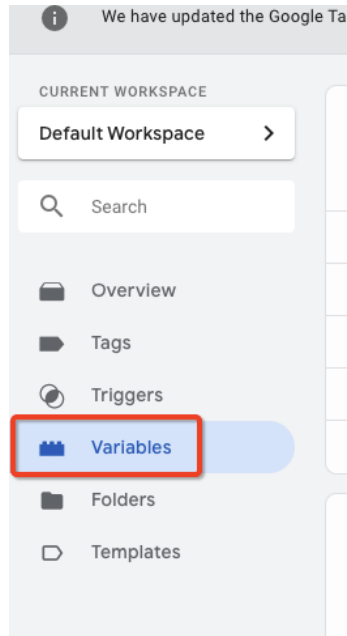 We have updated the Google Ta
CURRENT WORKSPACE
Default Workspace
Search
Overview
Tags
Triggers
Variables
Folders
Templates